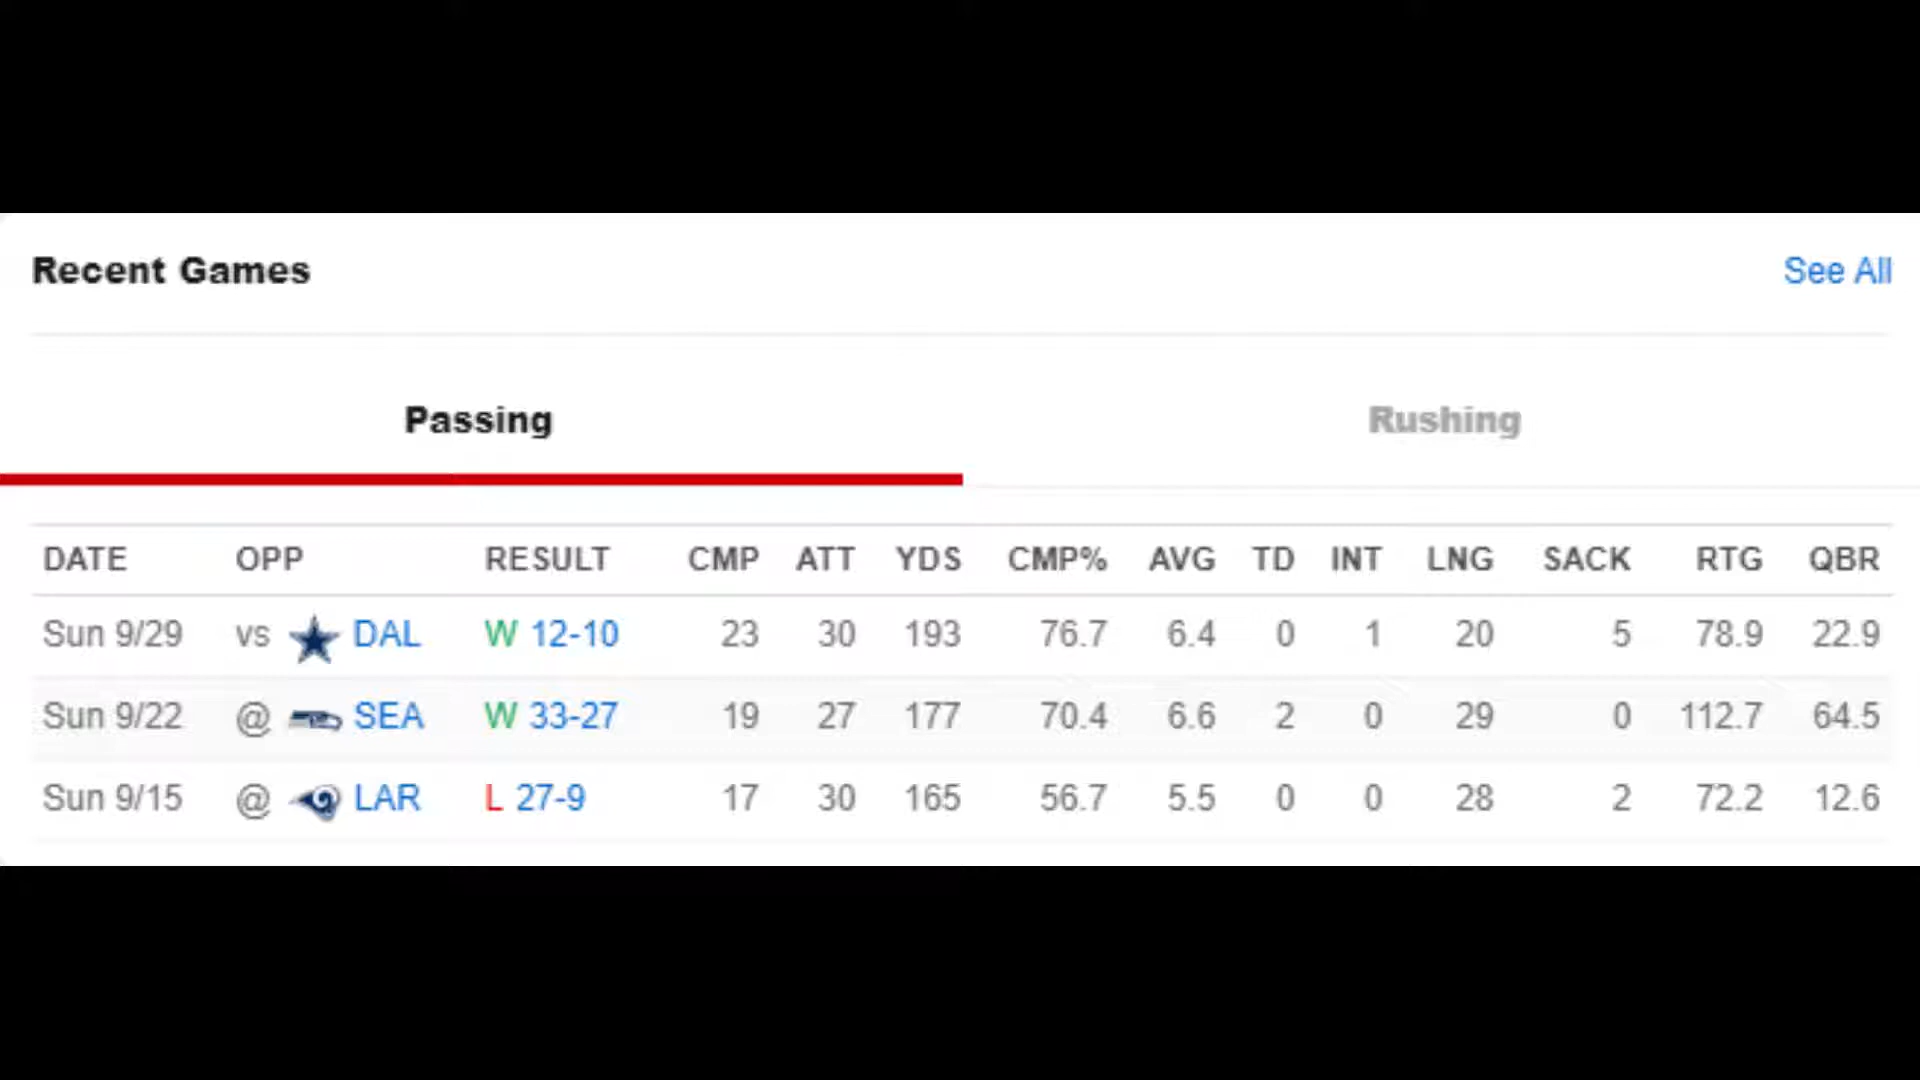 Recent Games See All
Passing Rushing
DATE OPP RESULT CMP ATT YDS CMP% AVG TD INT LNG SACK RTG QBR
Sun 9/29 vs DAL W 12-10 23 30 193 76.7 6.4 0 1 20 5 78.9 22.9
Sun 9/22 @ SEA W 33-27 19 27 177 70.4 6.6 2 0 29 0 112.7 64.5
Sun 9/15 @ LAR L 27-9 17 30 165 56.7 5.5 0 0 28 2 72.2 12.6